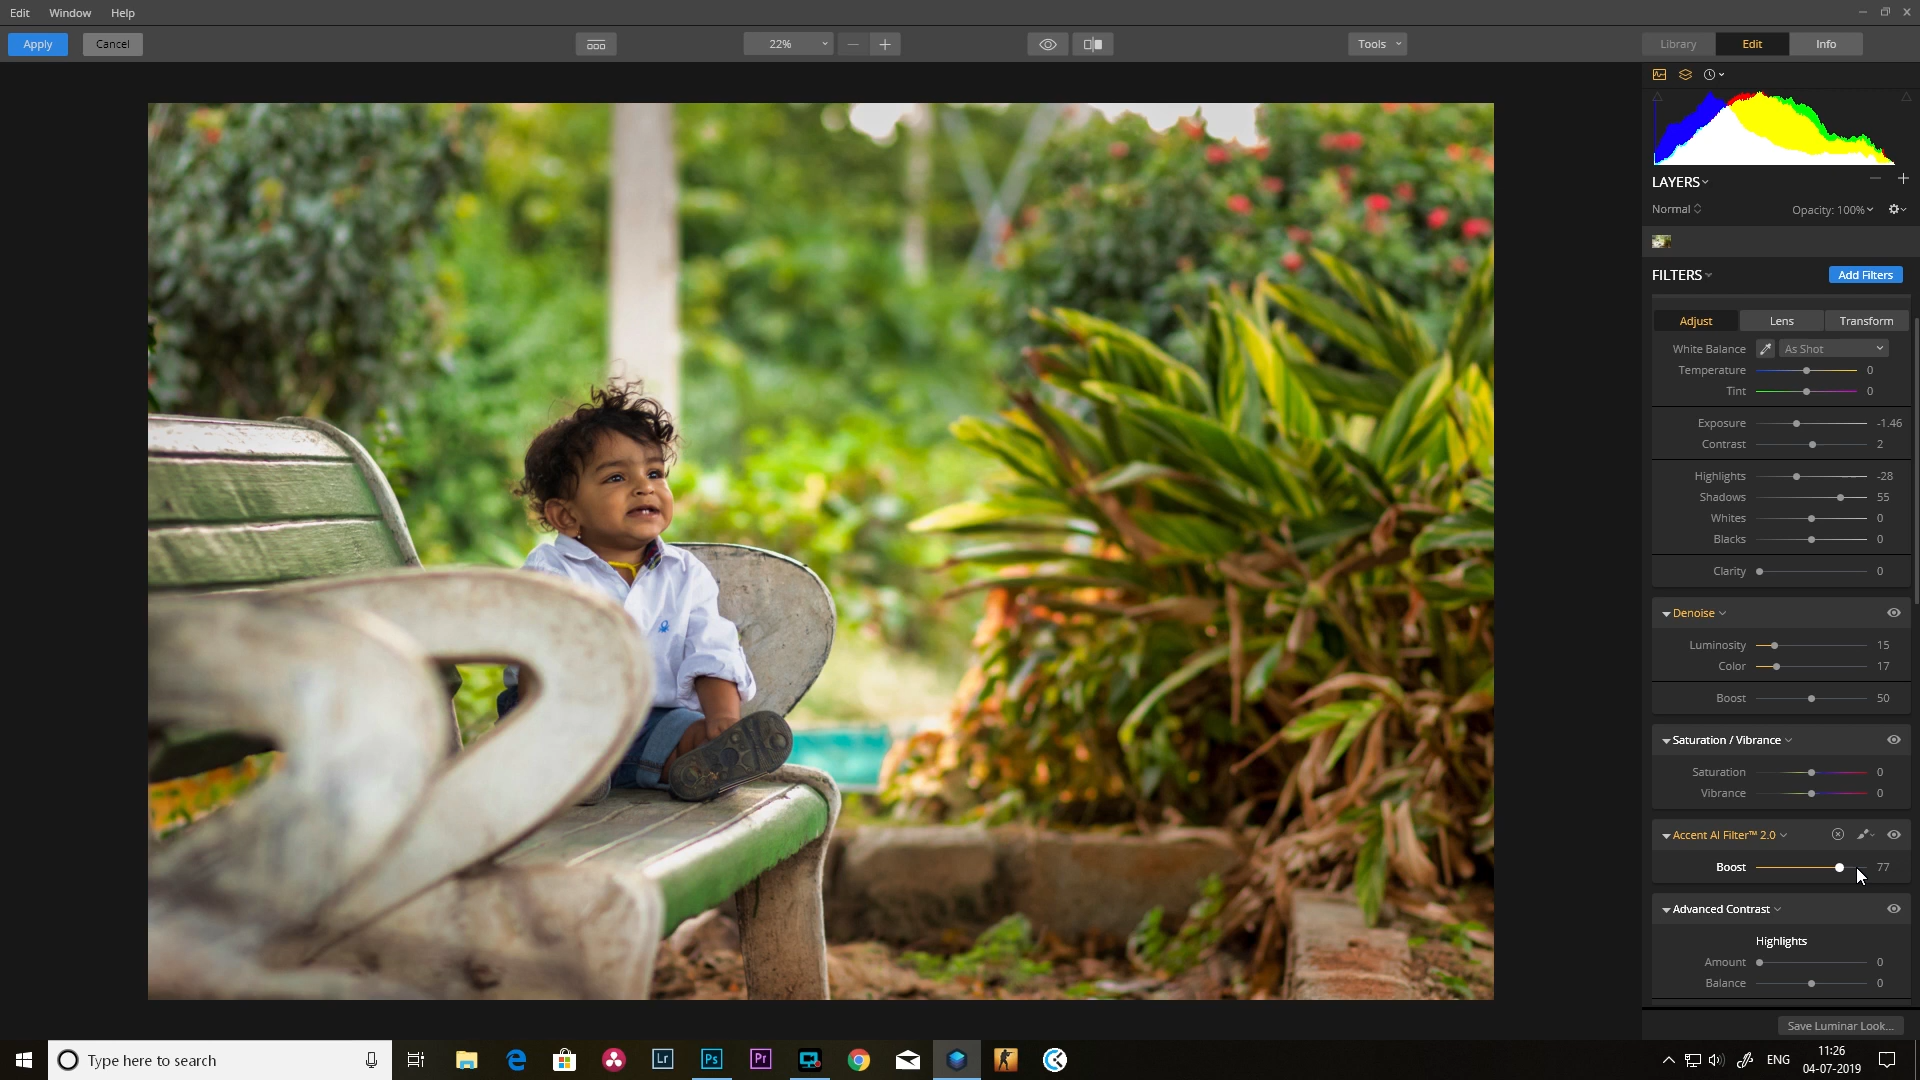 Edit Window Help
Apply Cancel 22% Tools Library Edit Info
LAYERS
Normal Opacity: 100%
FILTERS Add Filters
Adjust Lens Transform
White Balance As Shot
Temperature 0
Tint 0
Exposure -1.46
Contrast 2
Highlights -28
Shadows 55
Whites 0
Blacks 0
Clarity 0
Denoise
Luminosity 15
Color 17
Boost 50
Saturation / Vibrance
Saturation 0
Vibrance 0
Accent AI Filter™ 2.0
Boost 77
Advanced Contrast
Highlights
Amount 0
Balance 0
Save Luminar Look...
Type here to search Lr Ps Pr ENG 11:26
04-07-2019